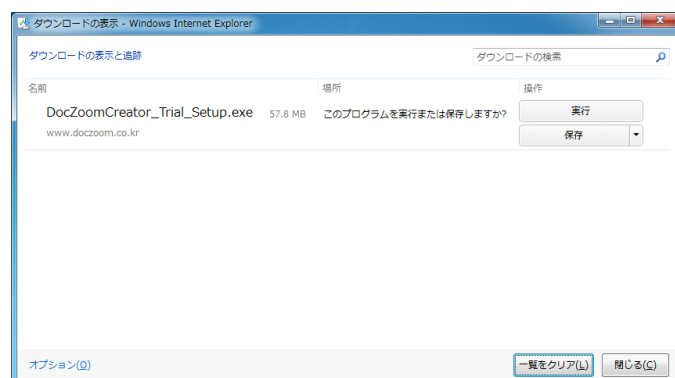 ダウンロードの表示 - Windows Internet Explorer
ダウンロードの表示と追跡
ダウンロードの検索
名前 場所 操作
DocZoomCreator_Trial_Setup.exe 57.8 MB このプログラムを実行または保存しますか? 実行
www.doczoom.co.kr 保存
オプション(O) 一覧をクリア(L) 閉じる(C)